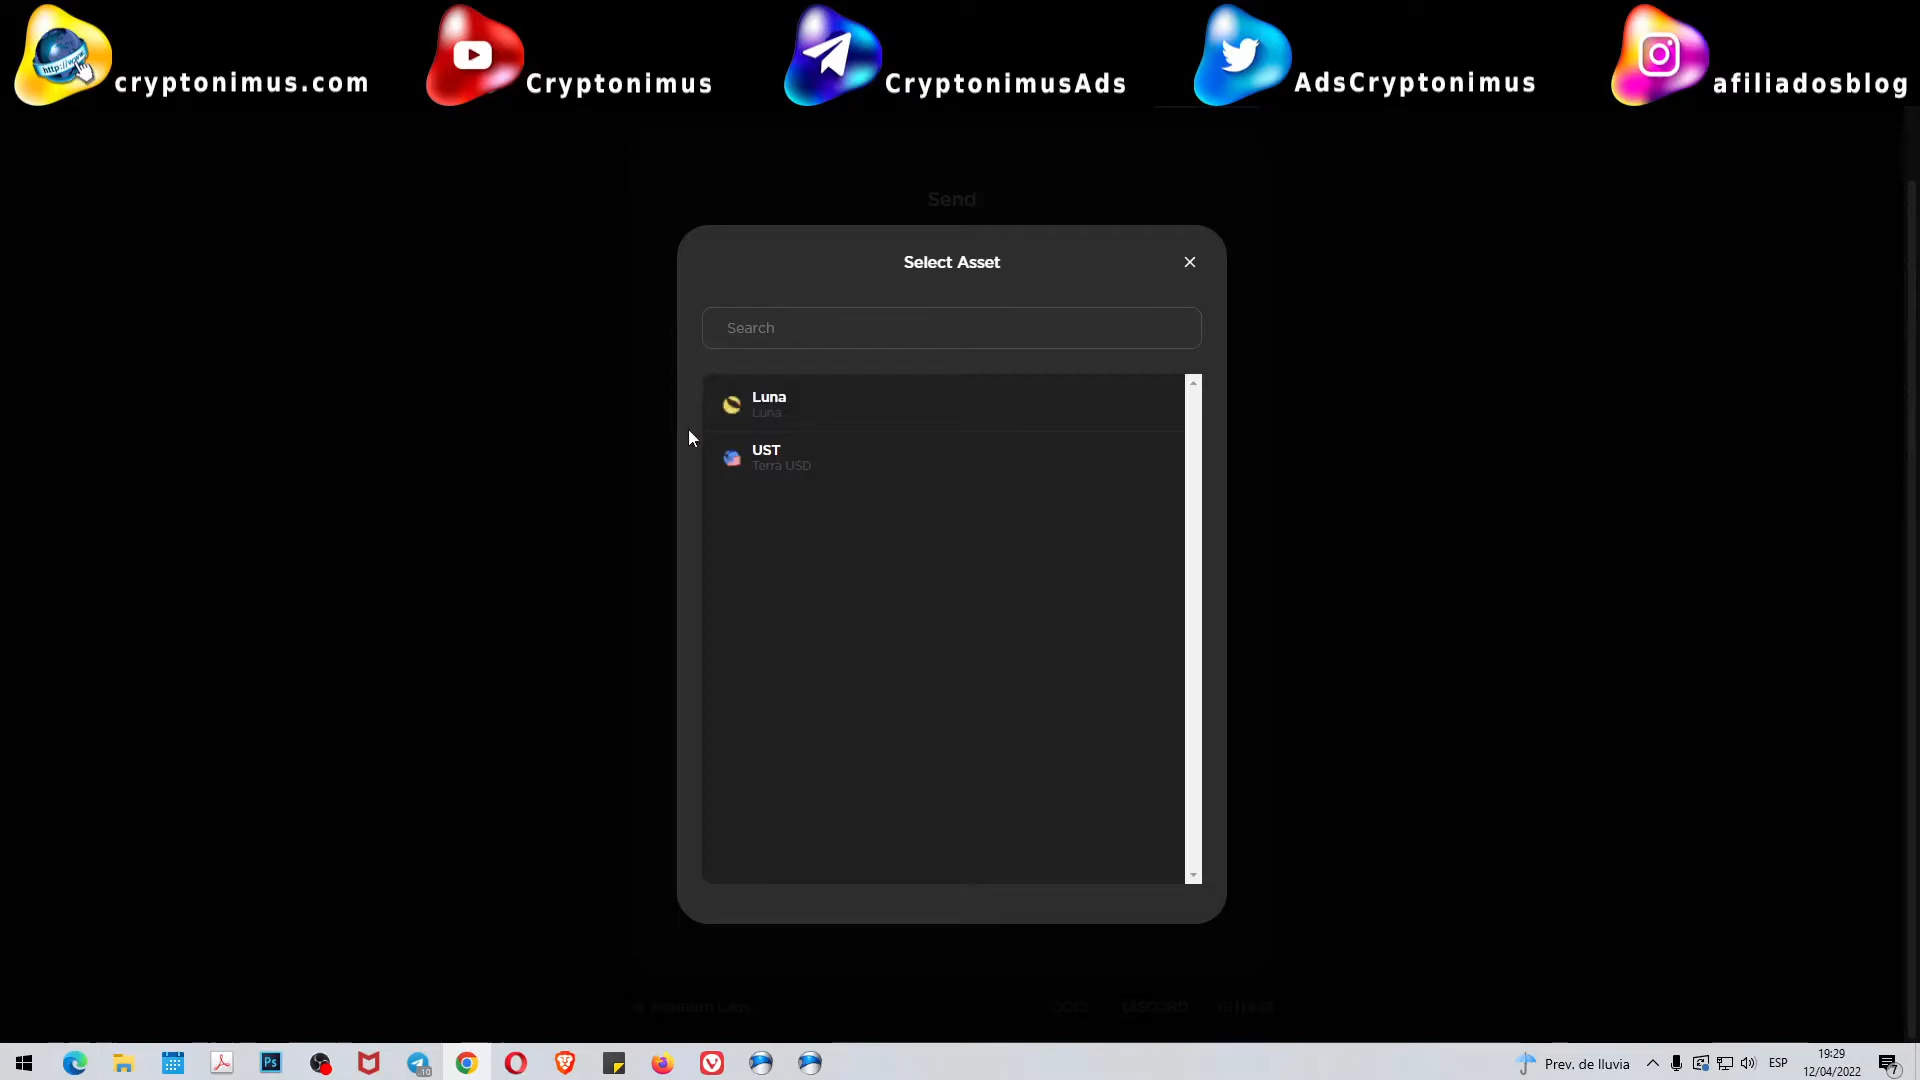 cryptonimus.com
Cryptonimus
CryptonimusAds
AdsCryptonimus
afiliadosblog
Send
Select Asset
Search
Luna
Luna
UST
Terra USD
DISCORD
Prev. de lluvia
ESP
19:29
12/04/2022